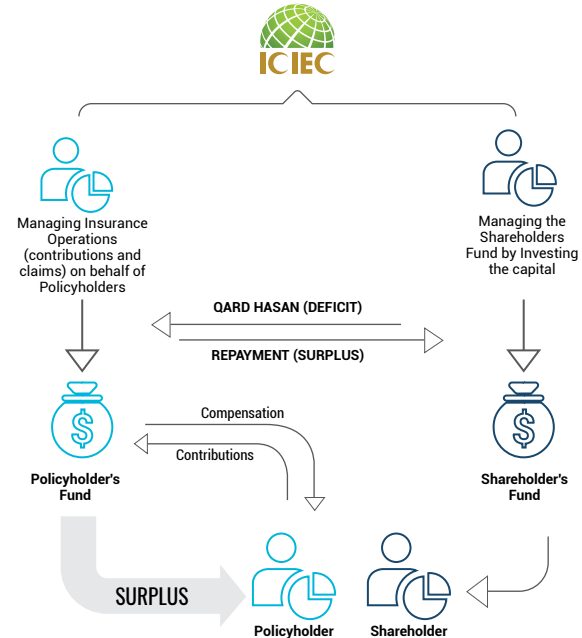 ICIEC
Managing Insurance
Operations
(contributions and
claims) on behalf of
Policyholders
Managing the
Shareholders
Fund by Investing
the capital
QARD HASAN (DEFICIT)
REPAYMENT (SURPLUS)
$
$
Compensation
Contributions
Policyholder's
Fund
Shareholder's
Fund
SURPLUS
Policyholder
Shareholder